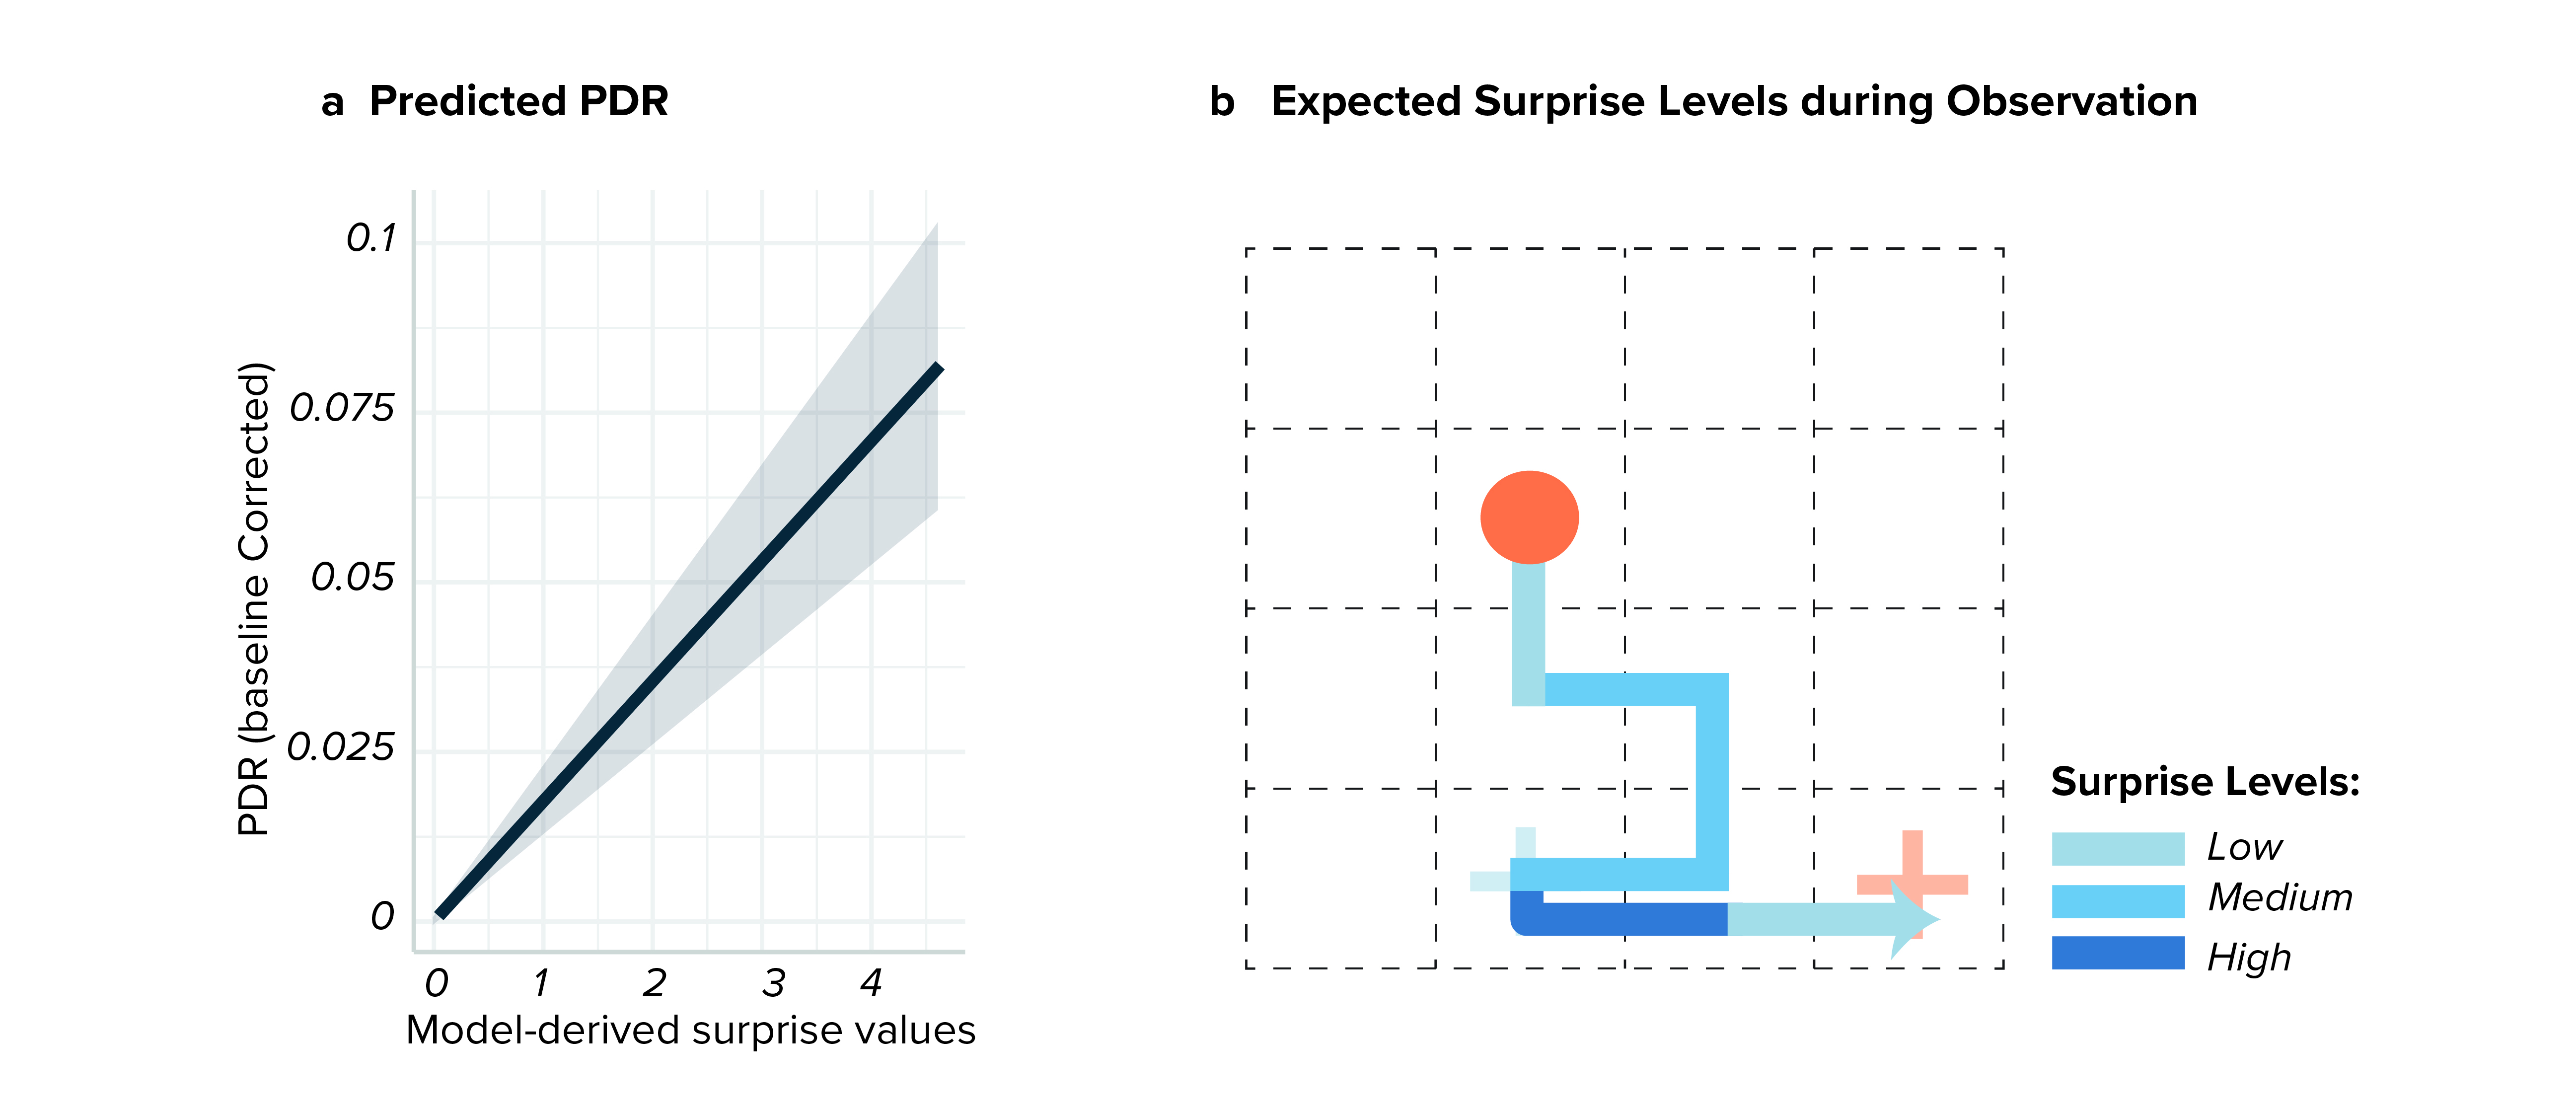 a Predicted PDR
0.1
0.075
0.05
0.025
0
PDR (baseline Corrected)
0 1 2 3 4
Model-derived surprise values
b Expected Surprise Levels during Observation
Surprise Levels:
Low
Medium
High